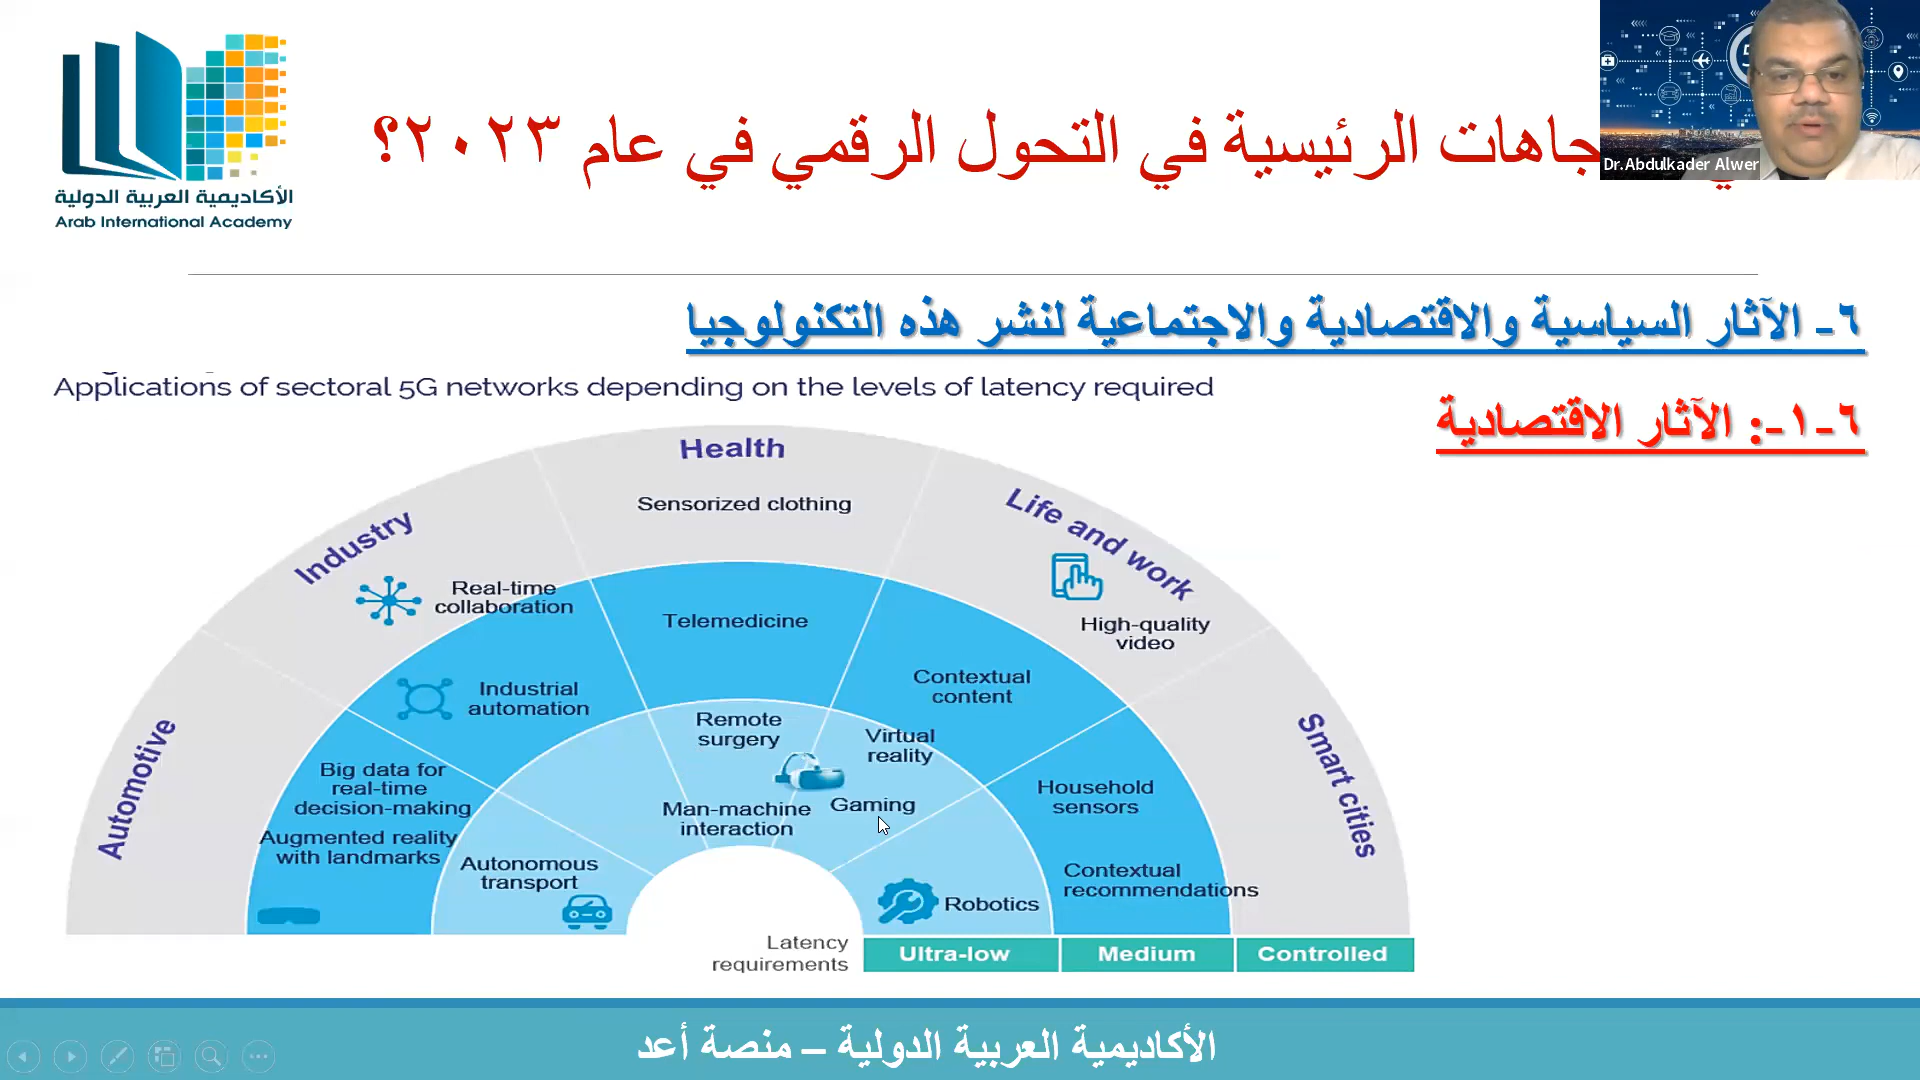 الأكاديمية العربية الدولية
Arab International Academy
جاهات الرئيسية في التحول الرقمي في عام ٢٠٢٣؟
Dr.Abdulkader Alwer
٦- الآثار السياسية والاقتصادية والاجتماعية لنشر هذه التكنولوجيا
Applications of sectoral 5G networks depending on the levels of latency required
٦-١-: الآثار الاقتصادية
Health
Sensorized clothing
Industry
Real-time
collaboration
Life and work
High-quality
video
Telemedicine
Industrial
automation
Contextual
content
Automotive
Smart cities
Remote
surgery
Virtual
reality
Big data for
real-time
decision-making
Augmented reality
with landmarks
Household
sensors
Man-machine
interaction
Gaming
Autonomous
transport
Contextual
recommendations
Robotics
Latency
requirements
Ultra-low
Medium
Controlled
الأكاديمية العربية الدولية – منصة أعد